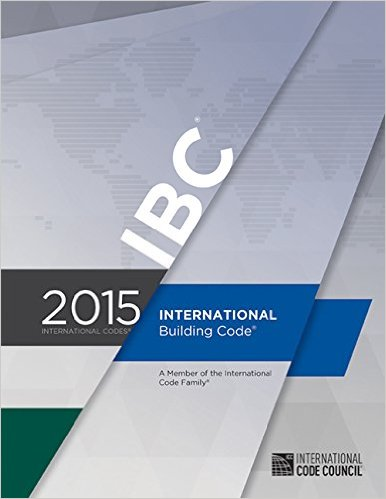 IBC®
2015
INTERNATIONAL CODES®
INTERNATIONAL
Building Code®
A Member of the International
Code Family®
INTERNATIONAL
CODE COUNCIL®